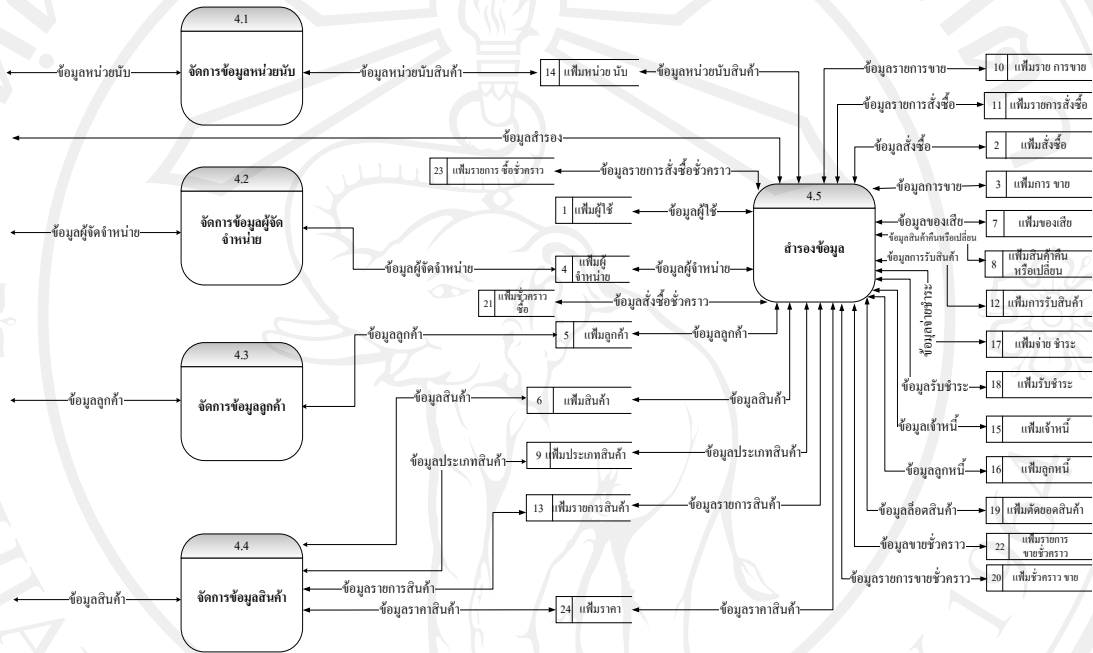 4.1
จัดการข้อมูลหน่วยนับ
ข้อมูลหน่วยนับ
ข้อมูลหน่วยนับสินค้า
14 แฟ้มหน่วย นับ
ข้อมูลหน่วยนับสินค้า
ข้อมูลสำรอง
4.2
จัดการข้อมูลผู้จัด
จำหน่าย
ข้อมูลผู้จัดจำหน่าย
ข้อมูลผู้จัดจำหน่าย
23 แฟ้มรายการ ซื้อชั่วคราว
ข้อมูลรายการสั่งซื้อชั่วคราว
1 แฟ้มผู้ใช้
ข้อมูลผู้ใช้
4 แฟ้มผู้
จำหน่าย
ข้อมูลผู้จำหน่าย
21 แฟ้มชั่วคราว
ซื้อ
ข้อมูลสั่งซื้อชั่วคราว
4.3
จัดการข้อมูลลูกค้า
ข้อมูลลูกค้า
ข้อมูลลูกค้า
5 แฟ้มลูกค้า
ข้อมูลลูกค้า
4.4
จัดการข้อมูลสินค้า
ข้อมูลสินค้า
ข้อมูลสินค้า
6 แฟ้มสินค้า
ข้อมูลสินค้า
ข้อมูลประเภทสินค้า
9 แฟ้มประเภทสินค้า
ข้อมูลประเภทสินค้า
13 แฟ้มรายการสินค้า
ข้อมูลรายการสินค้า
ข้อมูลรายการสินค้า
ข้อมูลราคาสินค้า
24 แฟ้มราคา
ข้อมูลราคาสินค้า
4.5
สำรองข้อมูล
ข้อมูลรายการขาย
10 แฟ้มราย การขาย
ข้อมูลรายการสั่งซื้อ
11 แฟ้มรายการสั่งซื้อ
ข้อมูลสั่งซื้อ
2 แฟ้มสั่งซื้อ
ข้อมูลการขาย
3 แฟ้มการ ขาย
ข้อมูลของเสีย
7 แฟ้มของเสีย
ข้อมูลสินค้าคืนหรือเปลี่ยน
8 แฟ้มสินค้าคืน
หรือเปลี่ยน
ข้อมูลการรับสินค้า
12 แฟ้มการรับสินค้า
ข้อมูลจ่ายชำระ
17 แฟ้มจ่าย ชำระ
ข้อมูลรับชำระ
18 แฟ้มรับชำระ
ข้อมูลเจ้าหนี้
15 แฟ้มเจ้าหนี้
ข้อมูลลูกหนี้
16 แฟ้มลูกหนี้
ข้อมูลล็อตสินค้า
19 แฟ้มตัดยอดสินค้า
ข้อมูลขายชั่วคราว
22 แฟ้มรายการ
ขายชั่วคราว
ข้อมูลรายการขายชั่วคราว
20 แฟ้มชั่วคราว ขาย